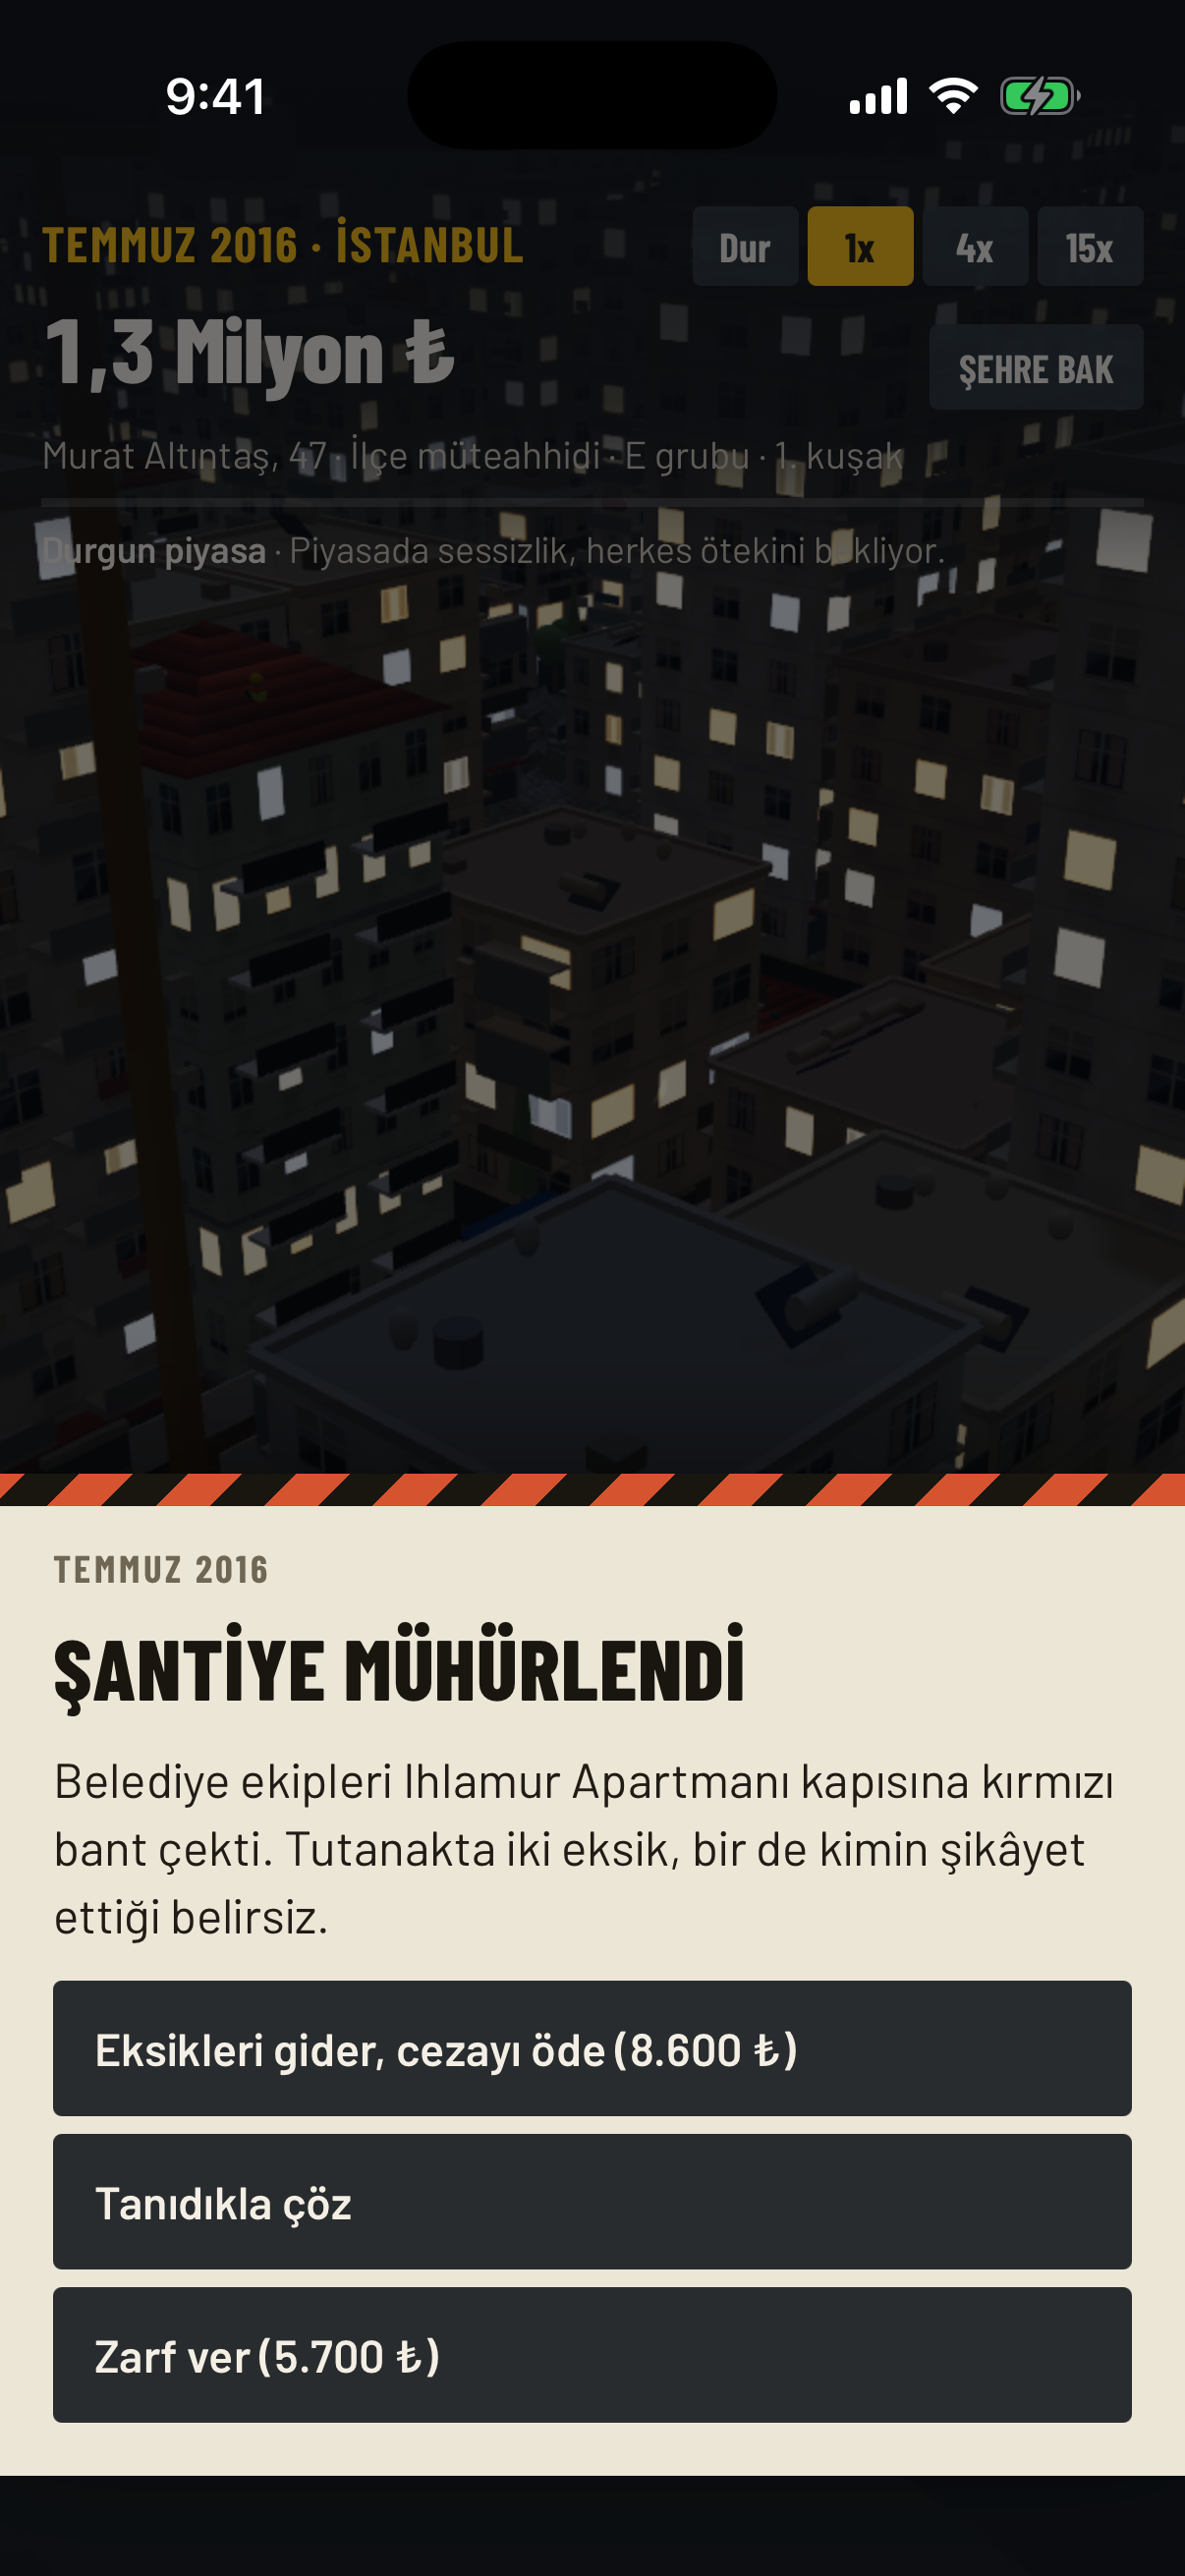 9:41
TEMMUZ 2016 · İSTANBUL
Dur
1x
4x
15x
1,3 Milyon ₺
ŞEHRE BAK
Murat Altıntaş, 47 · İlçe müteahhidi · E grubu · 1. kuşak
Durgun piyasa · Piyasada sessizlik, herkes ötekini bekliyor.
TEMMUZ 2016
ŞANTİYE MÜHÜRLENDİ
Belediye ekipleri Ihlamur Apartmanı kapısına kırmızı
bant çekti. Tutanakta iki eksik, bir de kimin şikâyet
ettiği belirsiz.
Eksikleri gider, cezayı öde (8.600 ₺)
Tanıdıkla çöz
Zarf ver (5.700 ₺)